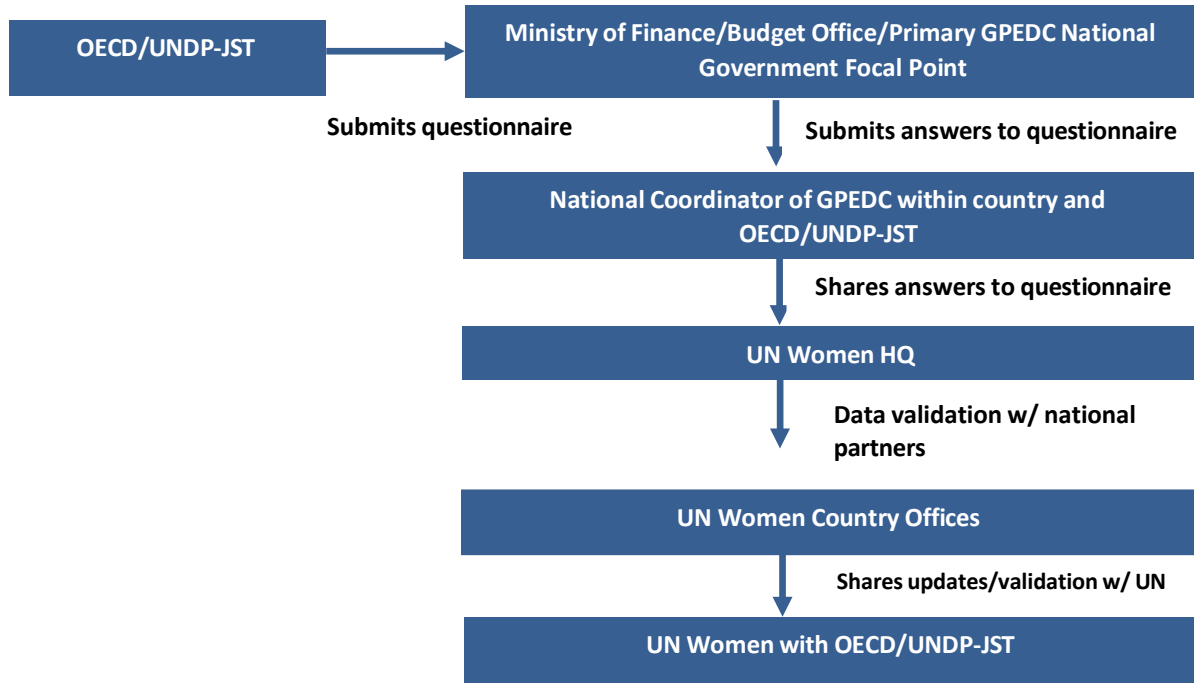 OECD/UNDP-JST
Ministry of Finance/Budget Office/Primary GPEDC National
Government Focal Point
Submits questionnaire
Submits answers to questionnaire
National Coordinator of GPEDC within country and
OECD/UNDP-JST
Shares answers to questionnaire
UN Women HQ
Data validation w/ national
partners
UN Women Country Offices
Shares updates/validation w/ UN
UN Women with OECD/UNDP-JST